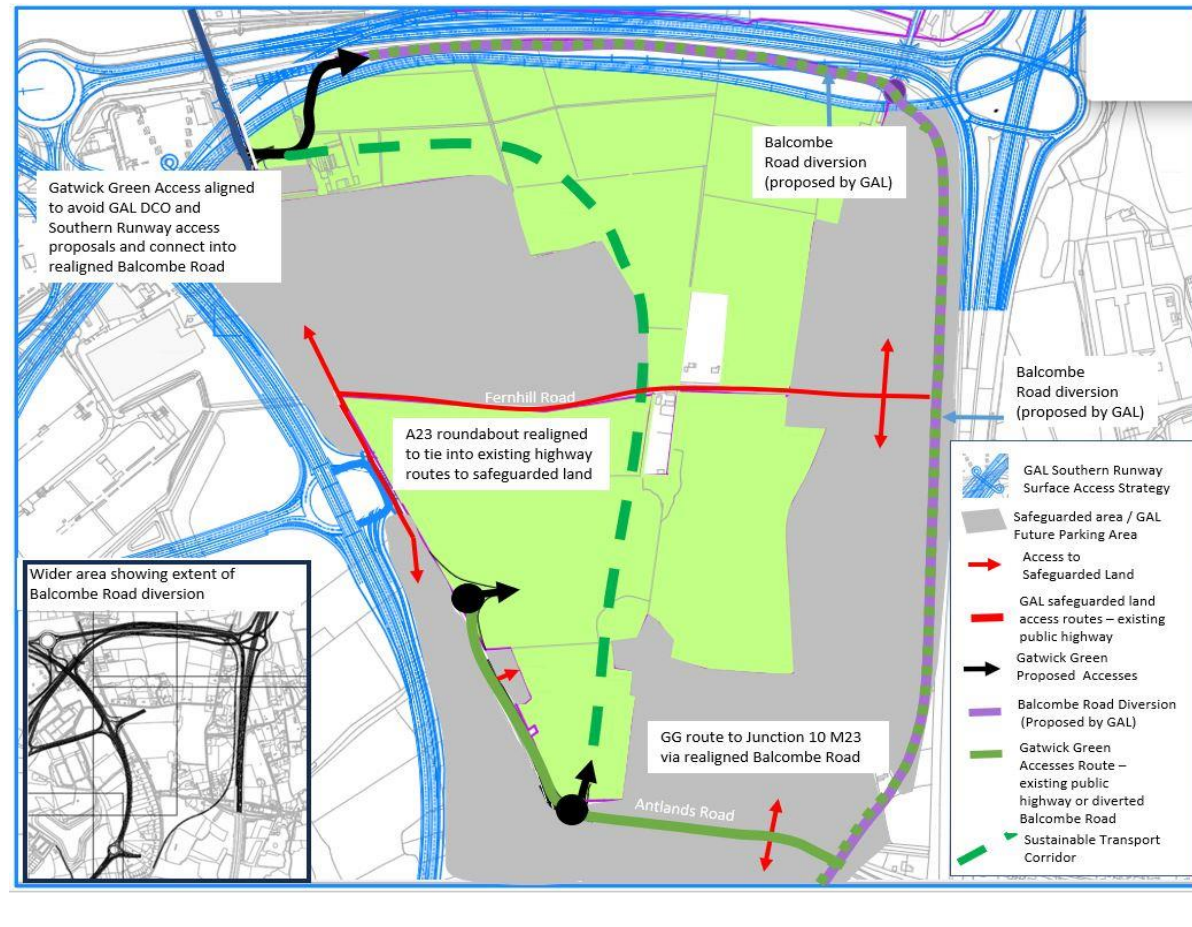 Balcombe
Road diversion
(proposed by GAL)
Gatwick Green Access aligned
to avoid GAL DCO and
Southern Runway access
proposals and connect into
realigned Balcombe Road
Balcombe
Road diversion
(proposed by GAL)
Fernhill Road
A23 roundabout realigned
to tie into existing highway
routes to safeguarded land
GAL Southern Runway
Surface Access Strategy
Safeguarded area / GAL
Future Parking Area
Access to
Safeguarded Land
GAL safeguarded land
access routes – existing
public highway
Gatwick Green
Proposed Accesses
Balcombe Road Diversion
(Proposed by GAL)
Gatwick Green
Accesses Route –
existing public
highway or diverted
Balcombe Road
Sustainable Transport
Corridor
Wider area showing extent of
Balcombe Road diversion
GG route to Junction 10 M23
via realigned Balcombe Road
Antlands Road